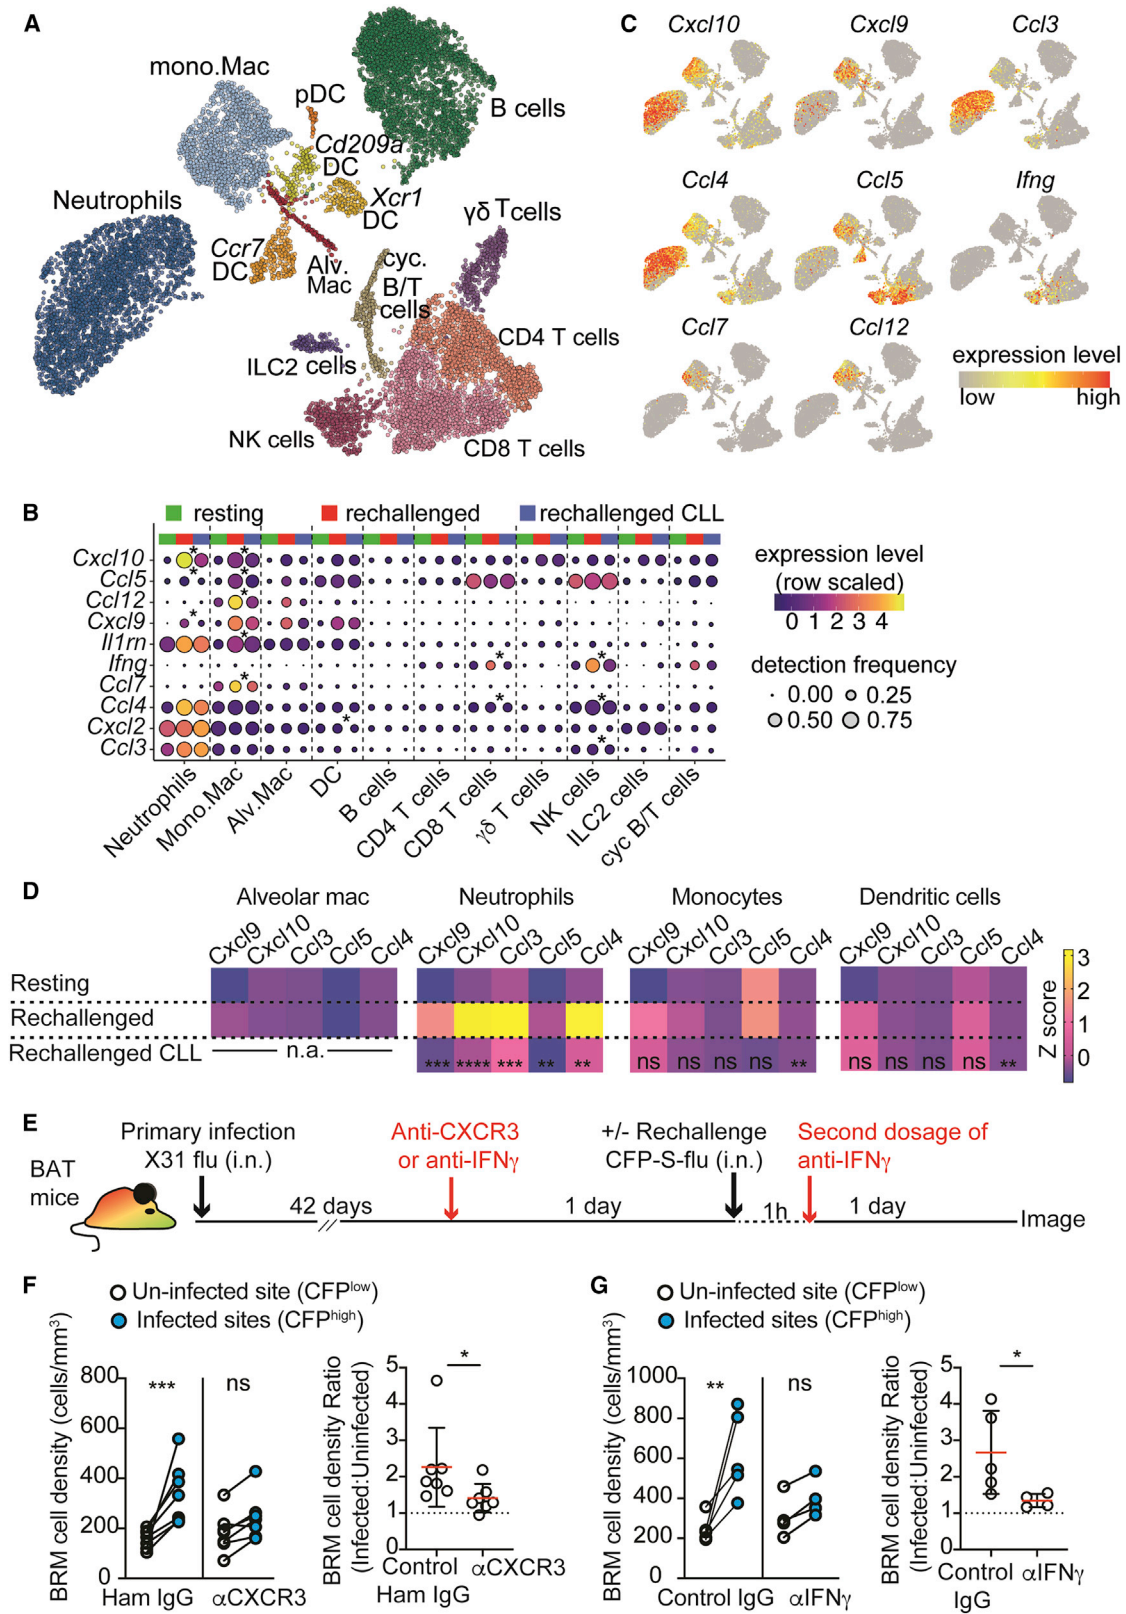 A
mono.Mac
pDC
B cells
Cd209a
DC
Xcr1
DC
Neutrophils
Ccr7
DC
Alv.
Mac
γδ Tcells
cyc.
B/T
cells
CD4 T cells
ILC2 cells
NK cells
CD8 T cells
C
Cxcl10 Cxcl9 Ccl3
Ccl4 Ccl5 Ifng
Ccl7 Ccl12
expression level
low high
B
resting rechallenged rechallenged CLL
Cxcl10 * *
Ccl5 * *
Ccl12 *
Cxcl9 *
Il1rn *
Ifng * *
Ccl7 *
Ccl4 * *
Cxcl2 *
Ccl3 *
Neutrophils Mono.Mac Alv.Mac DC B cells CD4 T cells CD8 T cells γδ T cells NK cells ILC2 cells cyc B/T cells
expression level
(row scaled)
0 1 2 3 4
detection frequency
0.00 0.25
0.50 0.75
D
Alveolar mac Neutrophils Monocytes Dendritic cells
Cxcl9 Cxcl10 Ccl3 Ccl5 Ccl4 Cxcl9 Cxcl10 Ccl3 Ccl5 Ccl4 Cxcl9 Cxcl10 Ccl3 Ccl5 Ccl4 Cxcl9 Cxcl10 Ccl3 Ccl5 Ccl4
Resting
Rechallenged
Rechallenged CLL n.a. *** **** *** ** ** ns ns ns ns ** ns ns ns ns **
3
2
1
0
Z score
E
Primary infection
X31 flu (i.n.)
Anti-CXCR3
or anti-IFNγ
+/- Rechallenge
CFP-S-flu (i.n.)
Second dosage of
anti-IFNγ
BAT
mice
42 days 1 day 1h 1 day Image
F
Un-infected site (CFPlow)
Infected sites (CFPhigh)
BRM cell density (cells/mm3)
800
600
400
200
0
*** ns
Ham IgG αCXCR3
BRM cell density Ratio
(Infected:Uninfected)
5
4
3
2
1
0
*
Control αCXCR3
Ham IgG
G
Un-infected site (CFPlow)
Infected sites (CFPhigh)
BRM cell density (cells/mm3)
1000
800
600
400
200
0
** ns
Control IgG αIFNγ
BRM cell density Ratio
(Infected:Uninfected)
5
4
3
2
1
0
*
Control αIFNγ
IgG